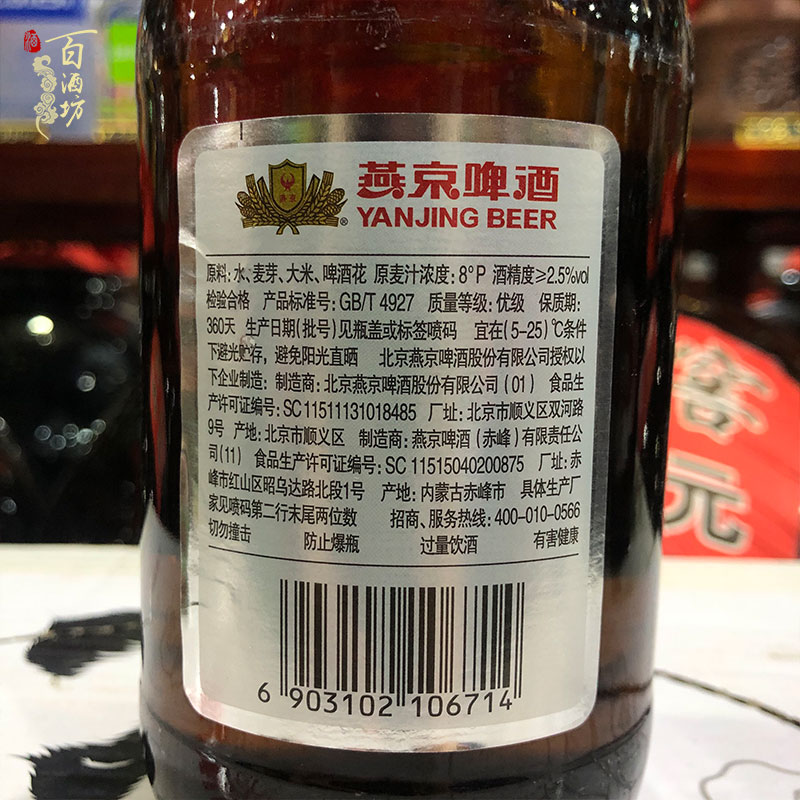 酒
百酒坊
燕京
燕京啤酒
®
YANJING BEER
原料:水、麦芽、大米、啤酒花 原麦汁浓度:8°P 酒精度≥2.5%vol
检验合格 产品标准号:GB/T 4927 质量等级:优级 保质期:
360天 生产日期(批号)见瓶盖或标签喷码 宜在(5-25)℃条件
下避光贮存,避免阳光直晒 北京燕京啤酒股份有限公司授权以
下企业制造:制造商:北京燕京啤酒股份有限公司(01) 食品生
产许可证编号:SC11511131018485 厂址:北京市顺义区双河路
9号 产地:北京市顺义区 制造商:燕京啤酒(赤峰)有限责任公
司(11) 食品生产许可证编号:SC 11515040200875 厂址:赤
峰市红山区昭乌达路北段1号 产地:内蒙古赤峰市 具体生产厂
家见喷码第二行末尾两位数 招商、服务热线:400-010-0566
切勿撞击 防止爆瓶 过量饮酒 有害健康
6 903102 106714
窖
元